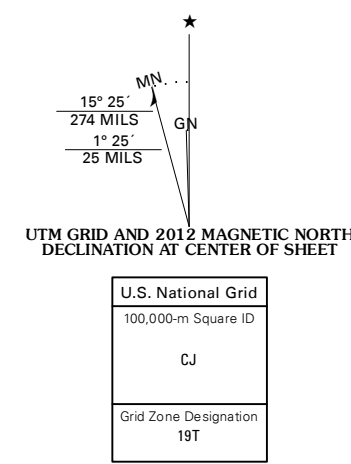 ★
MN
GN
15° 25´
274 MILS
1° 25´
25 MILS
UTM GRID AND 2012 MAGNETIC NORTH
DECLINATION AT CENTER OF SHEET
U.S. National Grid
100,000-m Square ID
CJ
Grid Zone Designation
19T